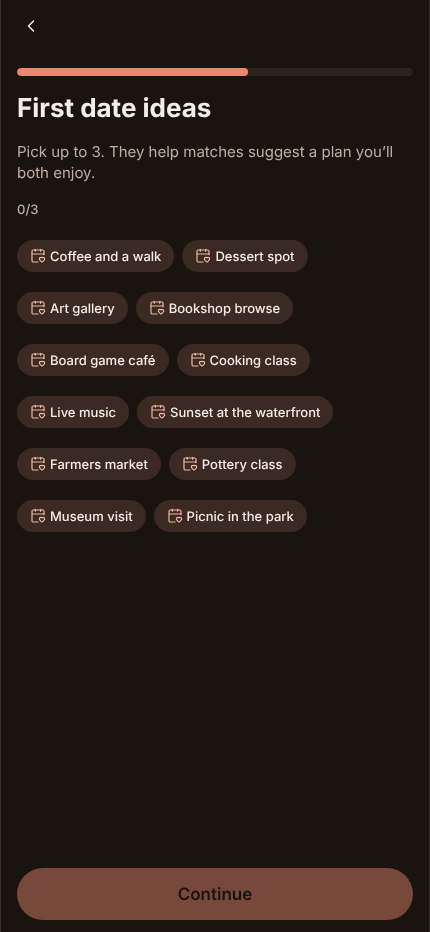 First date ideas
Pick up to 3. They help matches suggest a plan you’ll
both enjoy.
0/3
Coffee and a walk
Dessert spot
Art gallery
Bookshop browse
Board game café
Cooking class
Live music
Sunset at the waterfront
Farmers market
Pottery class
Museum visit
Picnic in the park
Continue